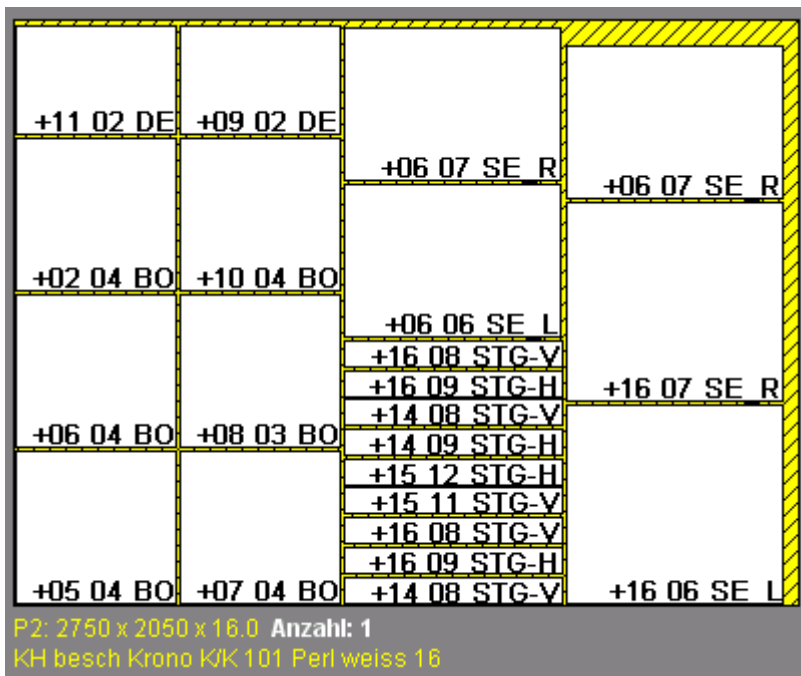 +11 02 DE
+09 02 DE
+06 07 SE_R
+06 07 SE_R
+02 04 BO
+10 04 BO
+06 06 SE_L
+16 08 STG-V
+16 09 STG-H
+16 07 SE_R
+14 08 STG-V
+06 04 BO
+08 03 BO
+14 09 STG-H
+15 12 STG-H
+15 11 STG-V
+16 08 STG-V
+16 09 STG-H
+05 04 BO
+07 04 BO
+14 08 STG-V
+16 06 SE_L
P2: 2750 x 2050 x 16.0 Anzahl: 1
KH besch Krono K/K 101 Perl weiss 16